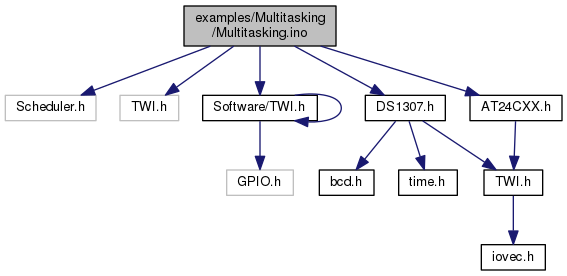 examples/Multitasking
/Multitasking.ino
Scheduler.h
TWI.h
Software/TWI.h
DS1307.h
AT24CXX.h
GPIO.h
bcd.h
time.h
TWI.h
iovec.h